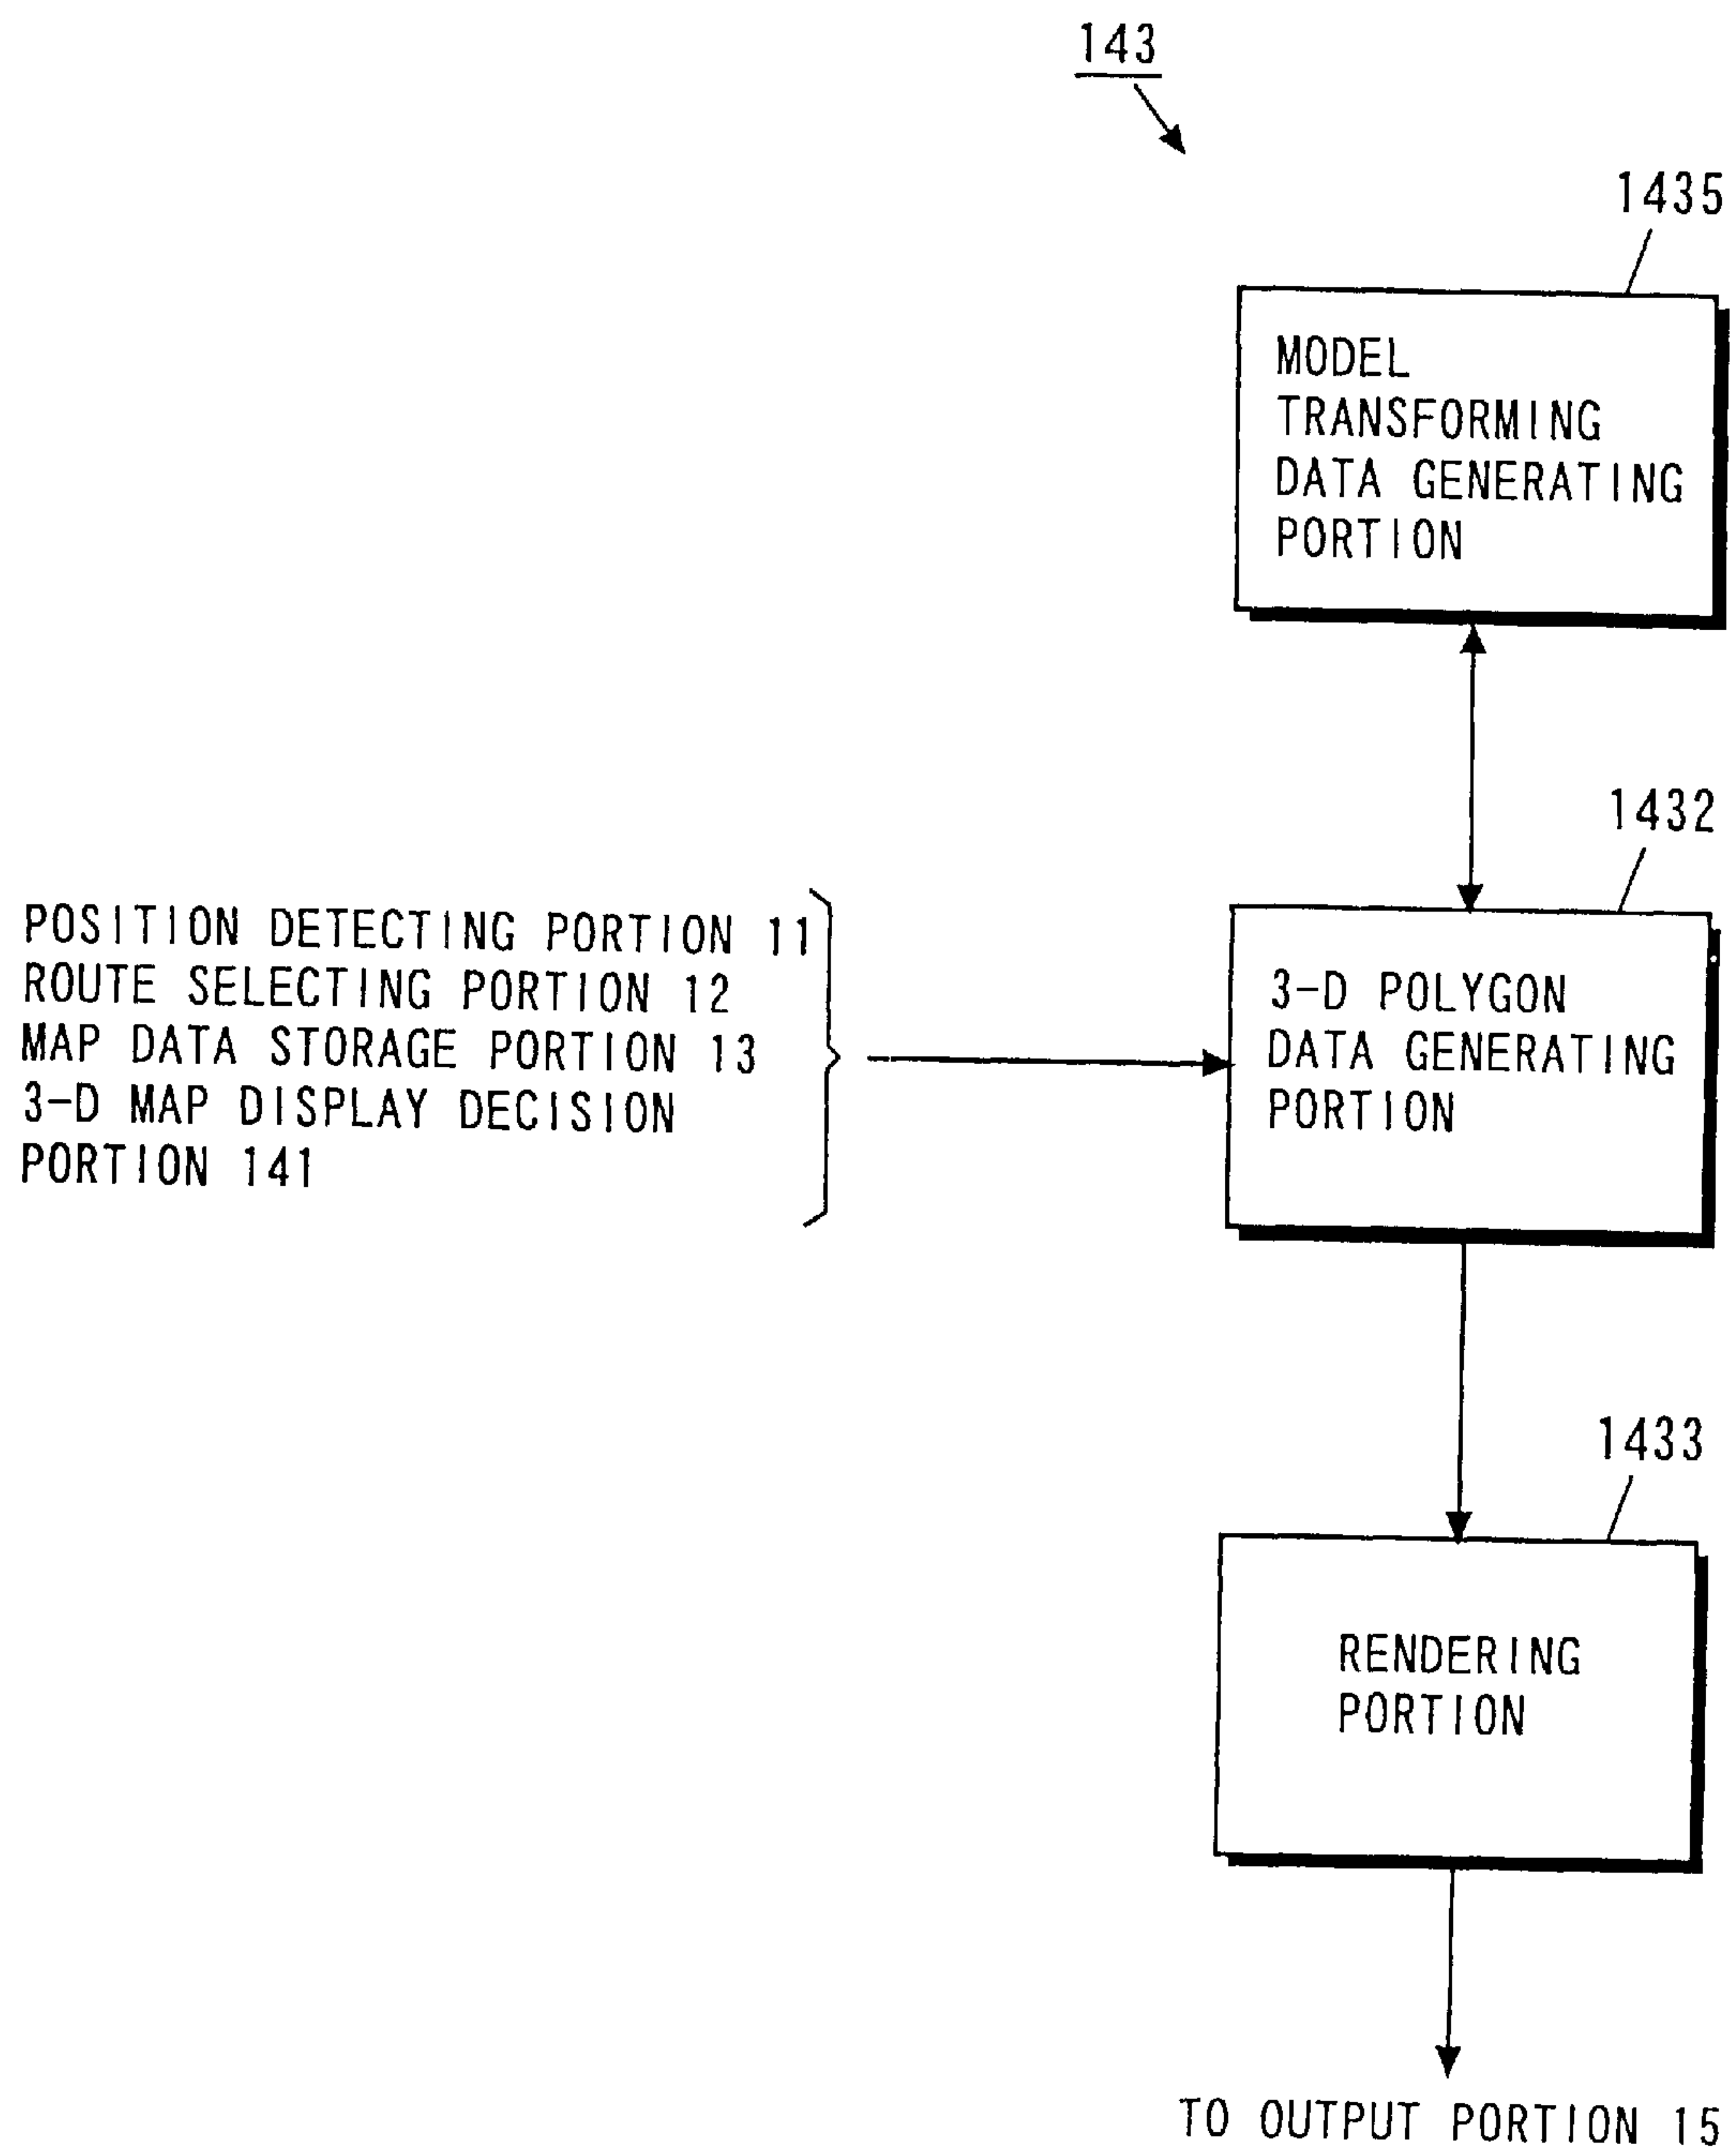 143
1435
MODEL
TRANSFORMING
DATA GENERATING
PORTION
1432
POSITION DETECTING PORTION 11
ROUTE SELECTING PORTION 12
MAP DATA STORAGE PORTION 13
3-D MAP DISPLAY DECISION
PORTION 141
3-D POLYGON
DATA GENERATING
PORTION
1433
RENDERING
PORTION
TO OUTPUT PORTION 15